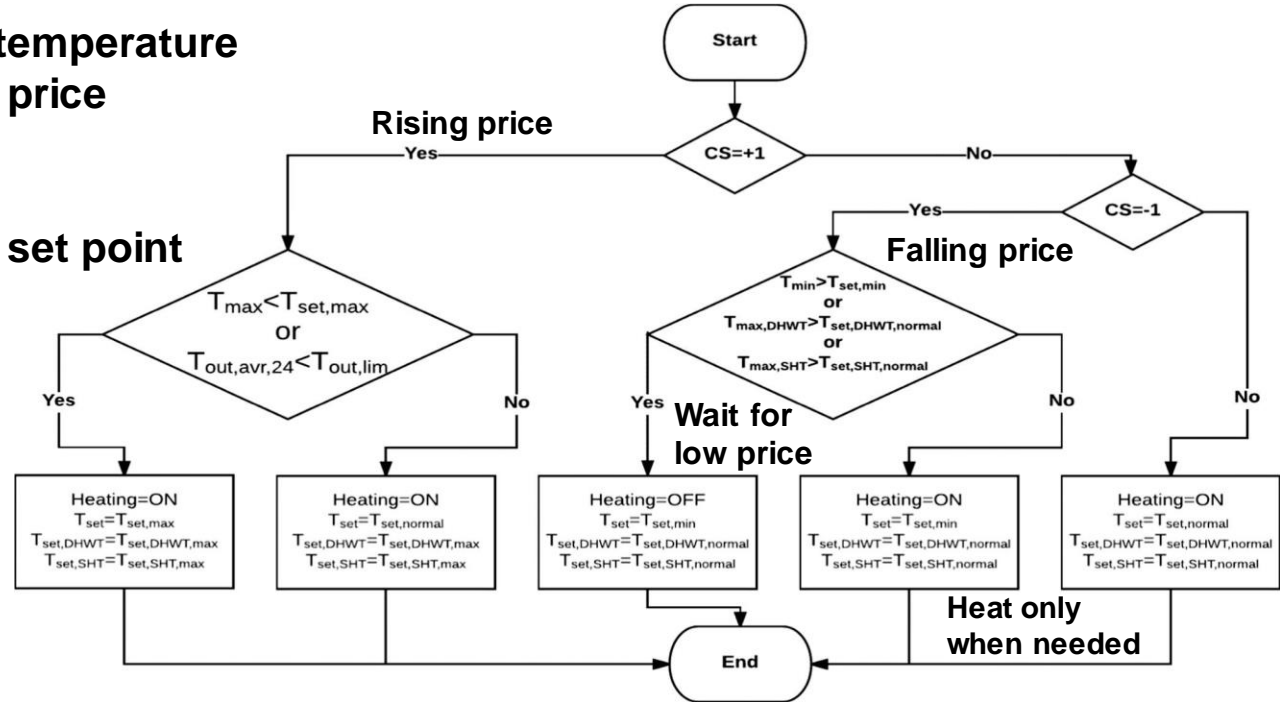 temperature
price
set point
Start
Rising price
Yes
CS=+1
No
CS=-1
Yes
Falling price
No
Tmax<Tset,max
or
Tout,avr,24<Tout,lim
Yes
No
Tmin>Tset,min
or
Tmax,DHWT>Tset,DHWT,normal
or
Tmax,SHT>Tset,SHT,normal
Yes
Wait for
low price
No
Heating=ON
Tset=Tset,max
Tset,DHWT=Tset,DHWT,max
Tset,SHT=Tset,SHT,max
Heating=ON
Tset=Tset,normal
Tset,DHWT=Tset,DHWT,max
Tset,SHT=Tset,SHT,max
Heating=OFF
Tset=Tset,min
Tset,DHWT=Tset,DHWT,normal
Tset,SHT=Tset,SHT,normal
Heating=ON
Tset=Tset,min
Tset,DHWT=Tset,DHWT,normal
Tset,SHT=Tset,SHT,normal
Heating=ON
Tset=Tset,normal
Tset,DHWT=Tset,DHWT,normal
Tset,SHT=Tset,SHT,normal
Heat only
when needed
End